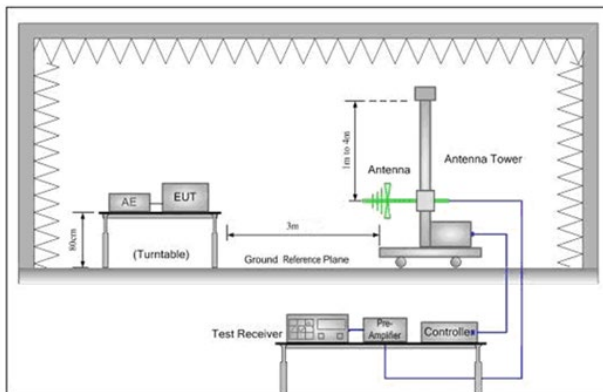 1m to 4m
Antenna
Antenna Tower
AE
EUT
80cm
(Turntable)
3m
Ground Reference Plane
Test Receiver
Pre-
Amplifier
Controller